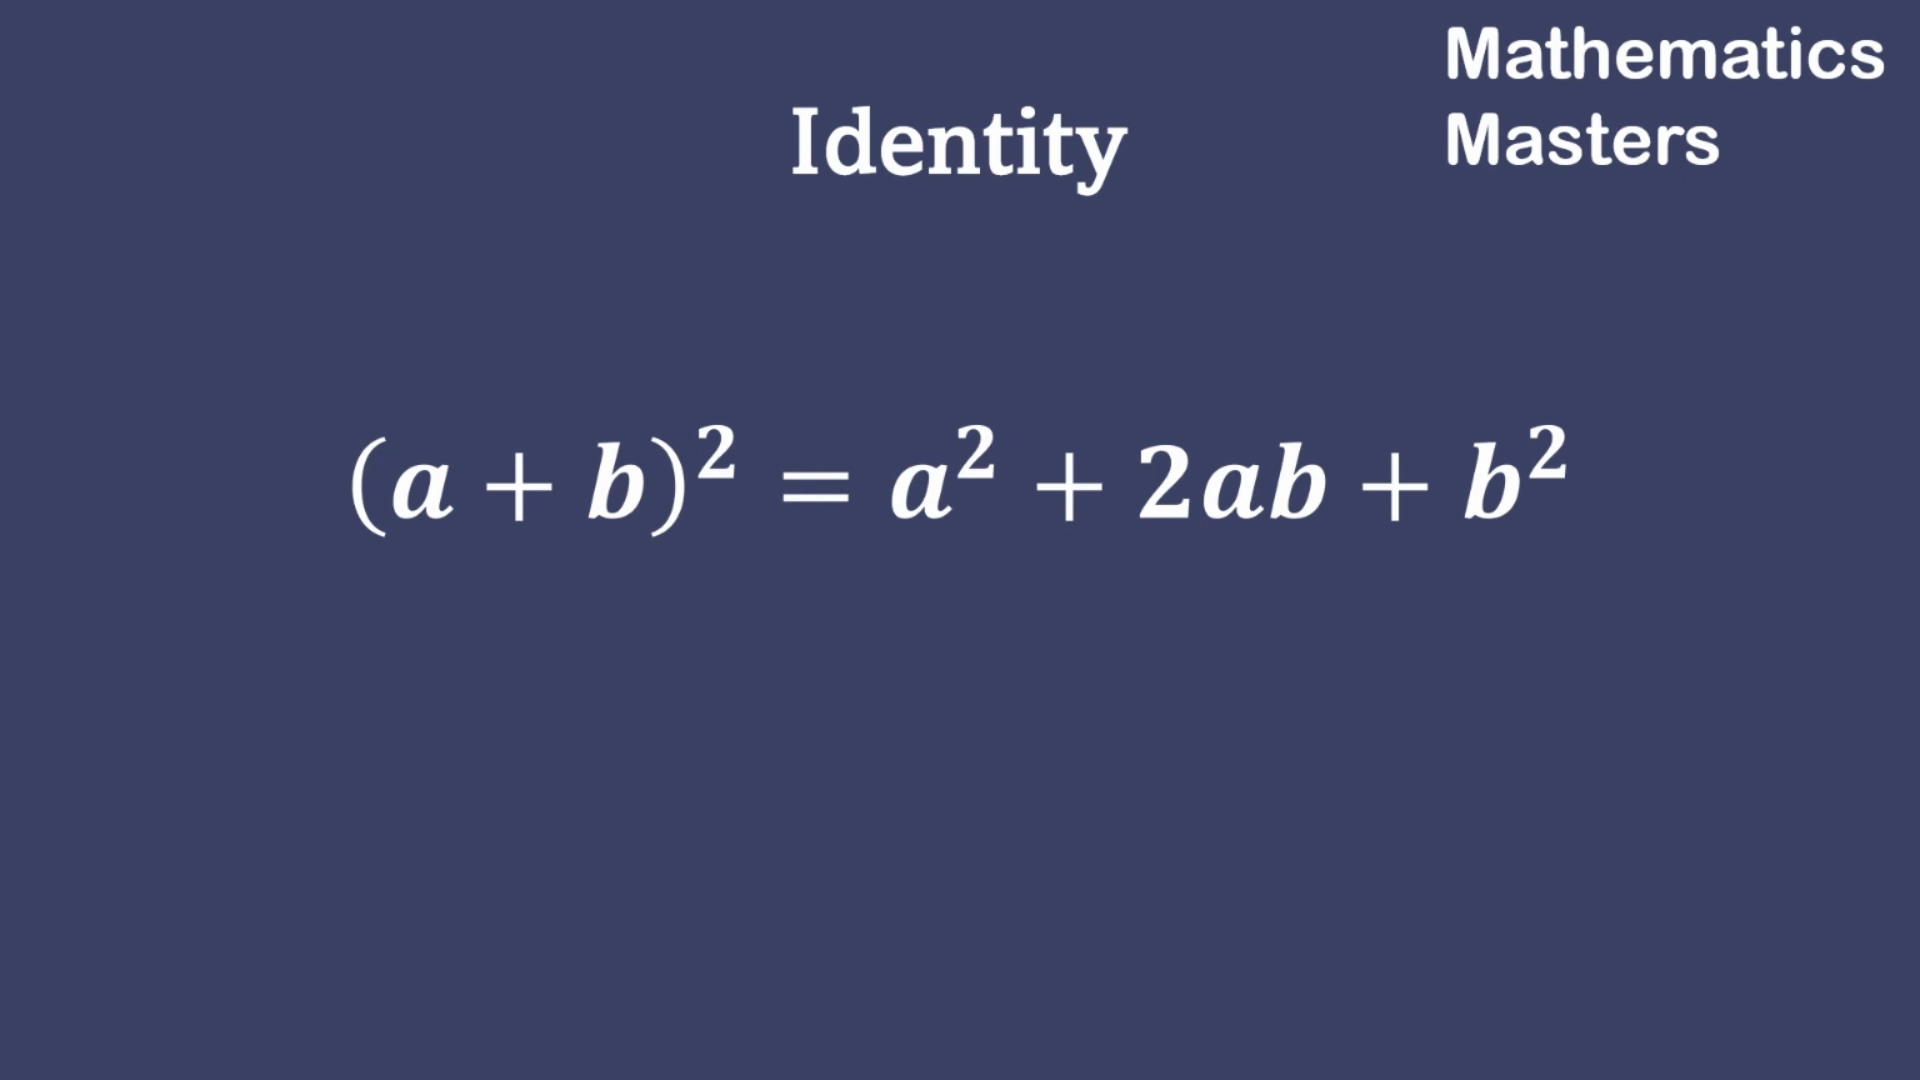 Mathematics
Masters
Identity
(a + b)² = a² + 2ab + b²